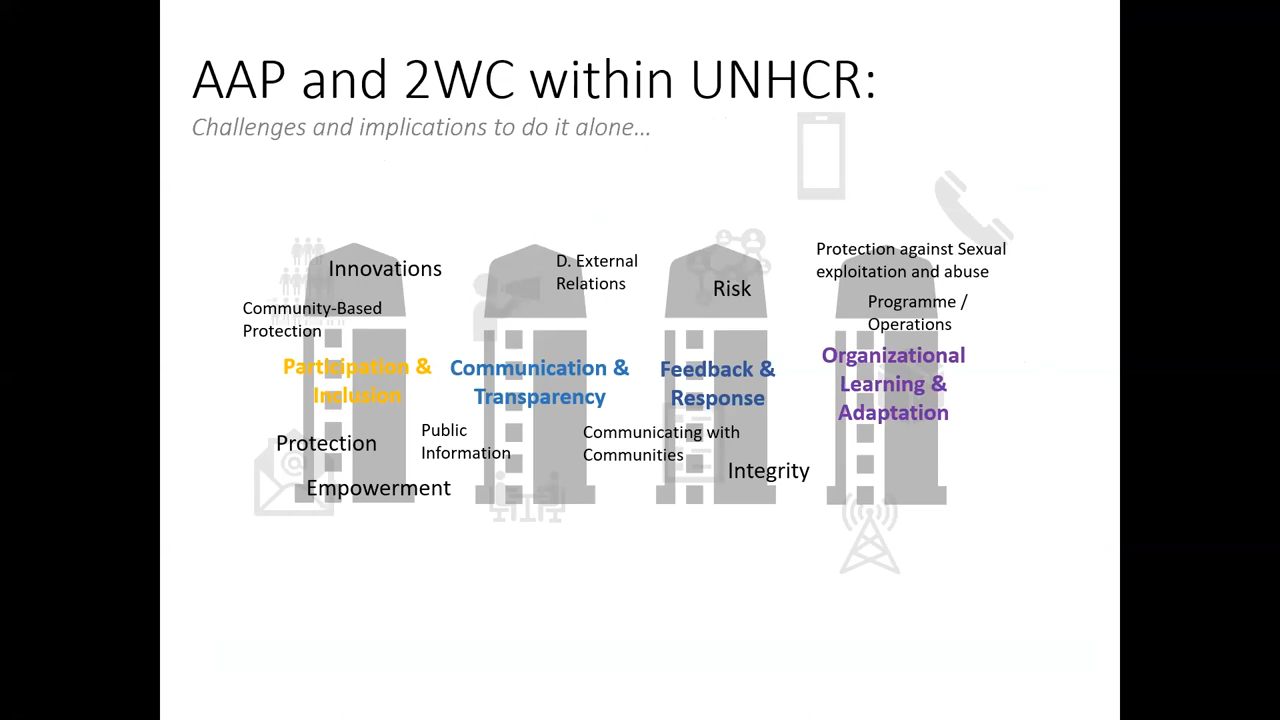 AAP and 2WC within UNHCR:
Challenges and implications to do it alone…
Innovations
Community-Based
Protection
Participation &
Inclusion
Protection
Empowerment
D. External
Relations
Communication &
Transparency
Public
Information
Risk
Feedback &
Response
Communicating with
Communities
Integrity
Protection against Sexual
exploitation and abuse
Programme /
Operations
Organizational
Learning &
Adaptation